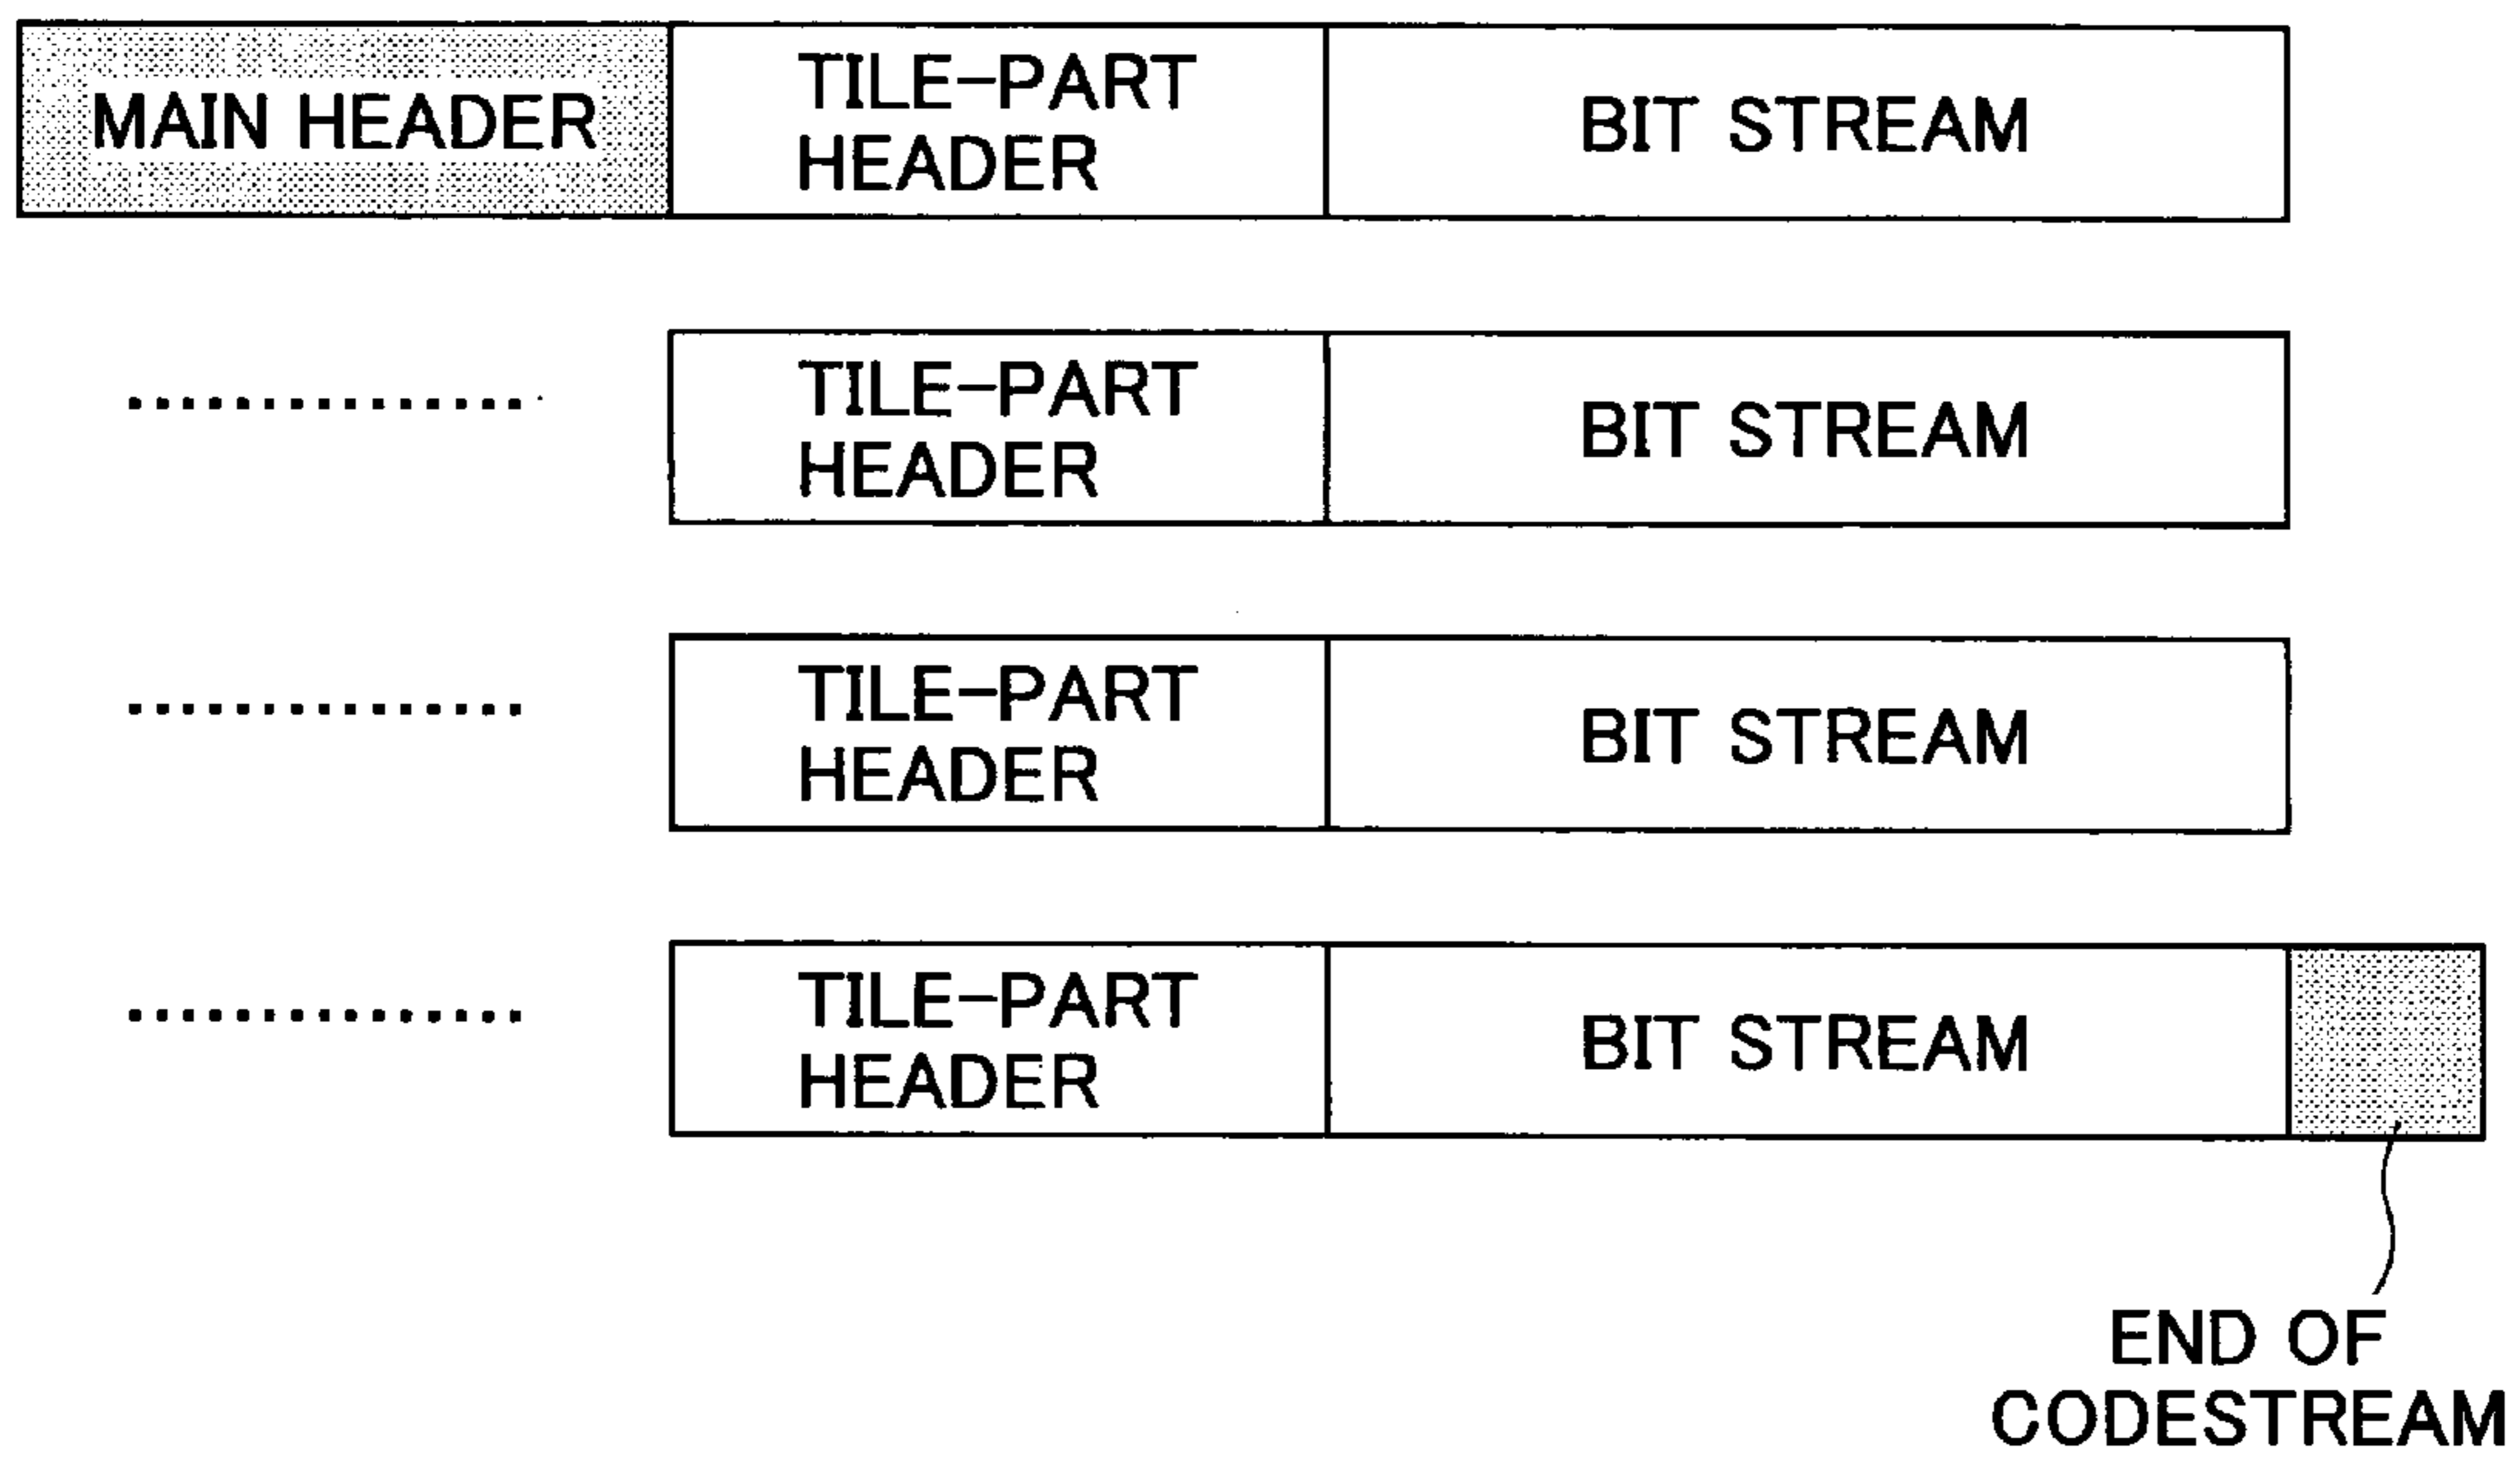 MAIN HEADER
TILE-PART
HEADER
BIT STREAM
TILE-PART
HEADER
BIT STREAM
TILE-PART
HEADER
BIT STREAM
TILE-PART
HEADER
BIT STREAM
END OF
CODESTREAM